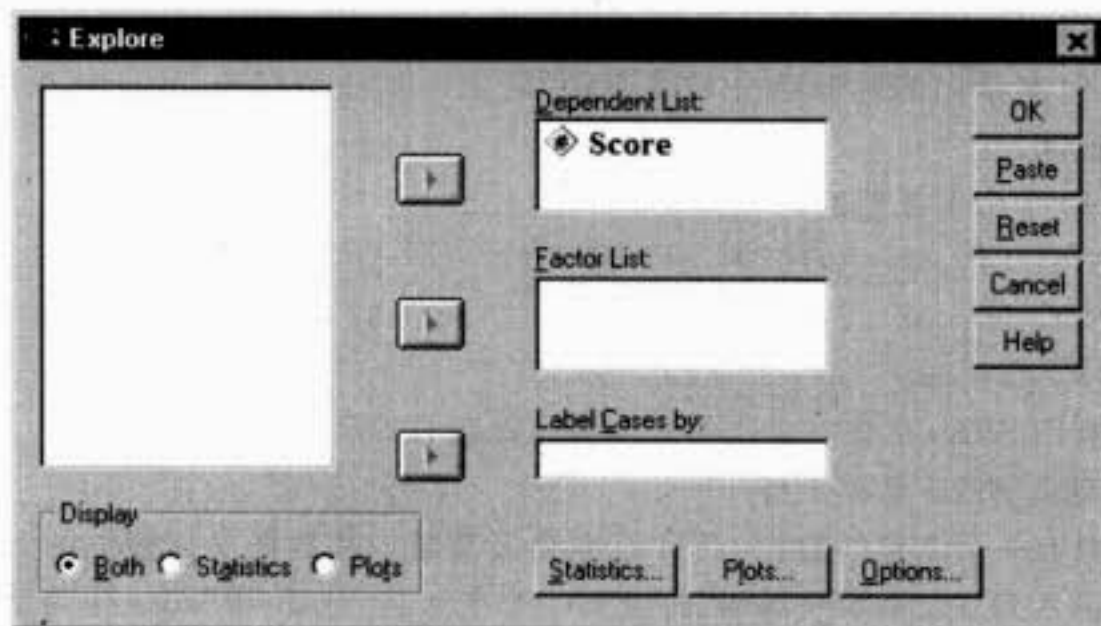 Explore
Dependent List:
Score
Factor List:
Label Cases by:
Display
Both
Statistics
Plots
Statistics...
Plots...
Options...
OK
Paste
Reset
Cancel
Help